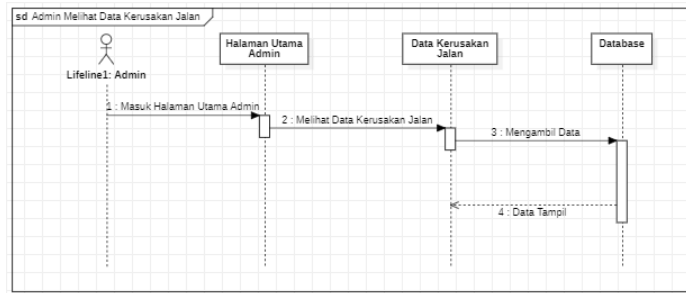 sd Admin Melihat Data Kerusakan Jalan
Halaman Utama
Admin
Data Kerusakan
Jalan
Database
Lifeline1: Admin
1 : Masuk Halaman Utama Admin
2 : Melihat Data Kerusakan Jalan
3 : Mengambil Data
4 : Data Tampil